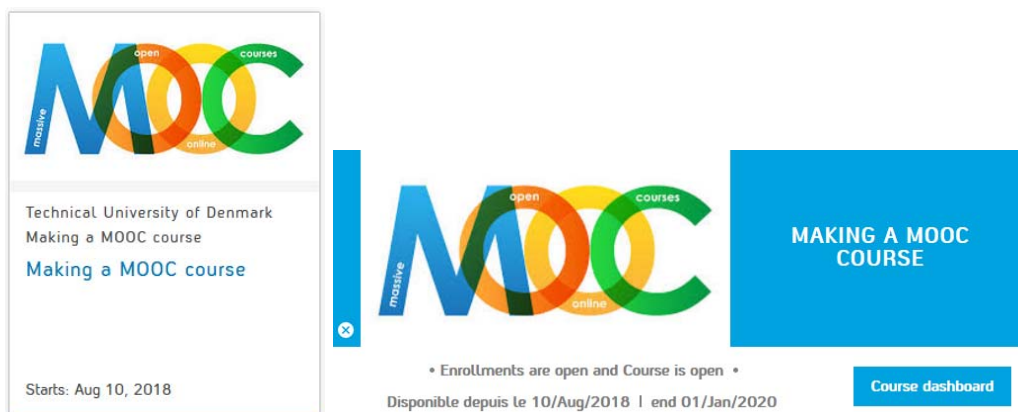 MOOC
massive
open
online
courses
Technical University of Denmark
Making a MOOC course
Making a MOOC course
Starts: Aug 10, 2018
MOOC
massive
open
online
courses
MAKING A MOOC
COURSE
• Enrollments are open and Course is open •
Disponible depuis le 10/Aug/2018 | end 01/Jan/2020
Course dashboard